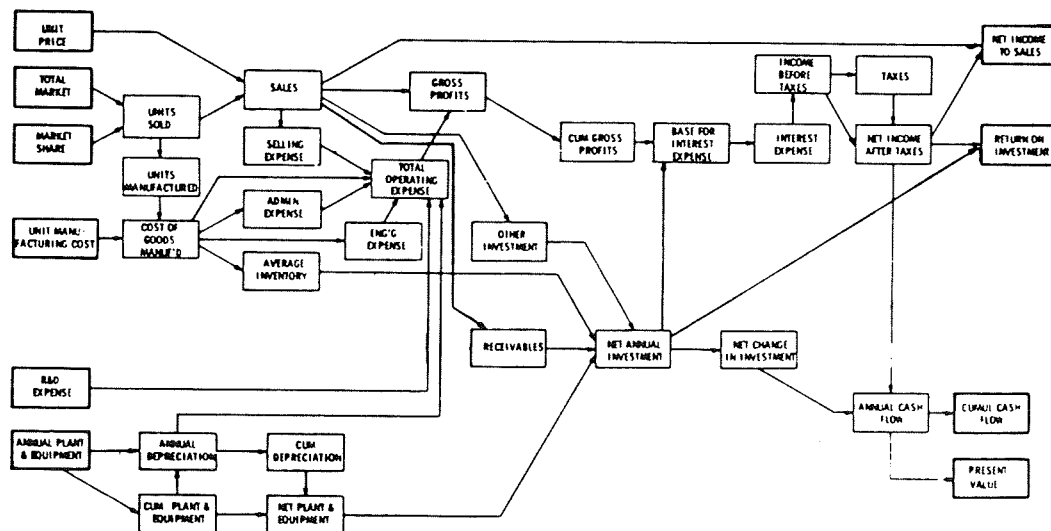 UNIT
PRICE
TOTAL
MARKET
MARKET
SHARE
UNITS
SOLD
UNITS
MANUFACTURED
UNIT MANU-
FACTURING COST
COST OF
GOODS
MANUF'D
SALES
SELLING
EXPENSE
ADMIN
EXPENSE
AVERAGE
INVENTORY
GROSS
PROFITS
TOTAL
OPERATING
EXPENSE
ENG'G EXPENSE
CUM GROSS
PROFITS
OTHER
INVESTMENT
RECEIVABLES
BASE FOR
INTEREST
EXPENSE
INTEREST
EXPENSE
INCOME
BEFORE
TAXES
TAXES
NET INCOME
AFTER TAXES
NET INCOME
TO SALES
RETURN ON
INVESTMENT
NET ANNUAL
INVESTMENT
NET CHANGE
IN INVESTMENT
R&D
EXPENSE
ANNUAL PLANT
& EQUIPMENT
ANNUAL
DEPRECIATION
CUM
DEPRECIATION
CUM PLANT &
EQUIPMENT
NET PLANT &
EQUIPMENT
ANNUAL CASH
FLOW
CUMUL CASH
FLOW
PRESENT
VALUE